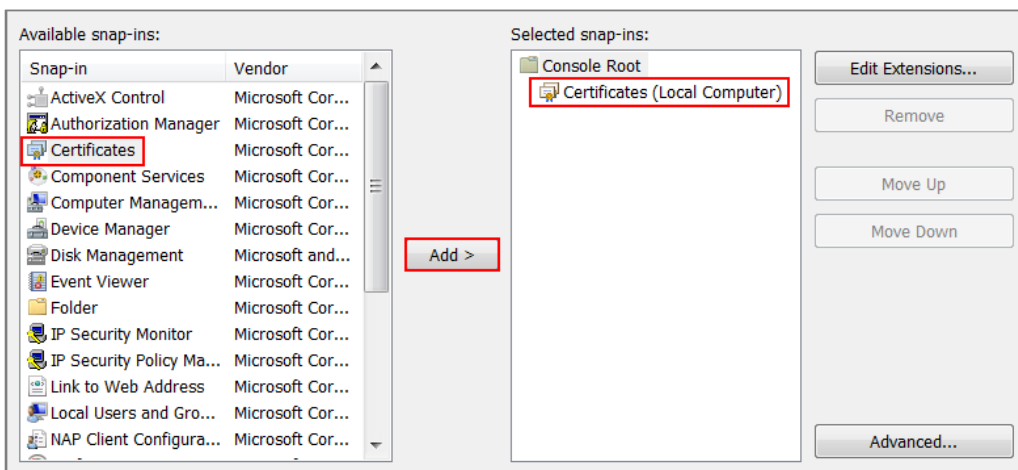 Available snap-ins:
Selected snap-ins:
Snap-in Vendor
ActiveX Control Microsoft Cor...
Authorization Manager Microsoft Cor...
Certificates Microsoft Cor...
Component Services Microsoft Cor...
Computer Managem... Microsoft Cor...
Device Manager Microsoft Cor...
Disk Management Microsoft and...
Event Viewer Microsoft Cor...
Folder Microsoft Cor...
IP Security Monitor Microsoft Cor...
IP Security Policy Ma... Microsoft Cor...
Link to Web Address Microsoft Cor...
Local Users and Gro... Microsoft Cor...
NAP Client Configura... Microsoft Cor...
Add >
Console Root
Certificates (Local Computer)
Edit Extensions...
Remove
Move Up
Move Down
Advanced...